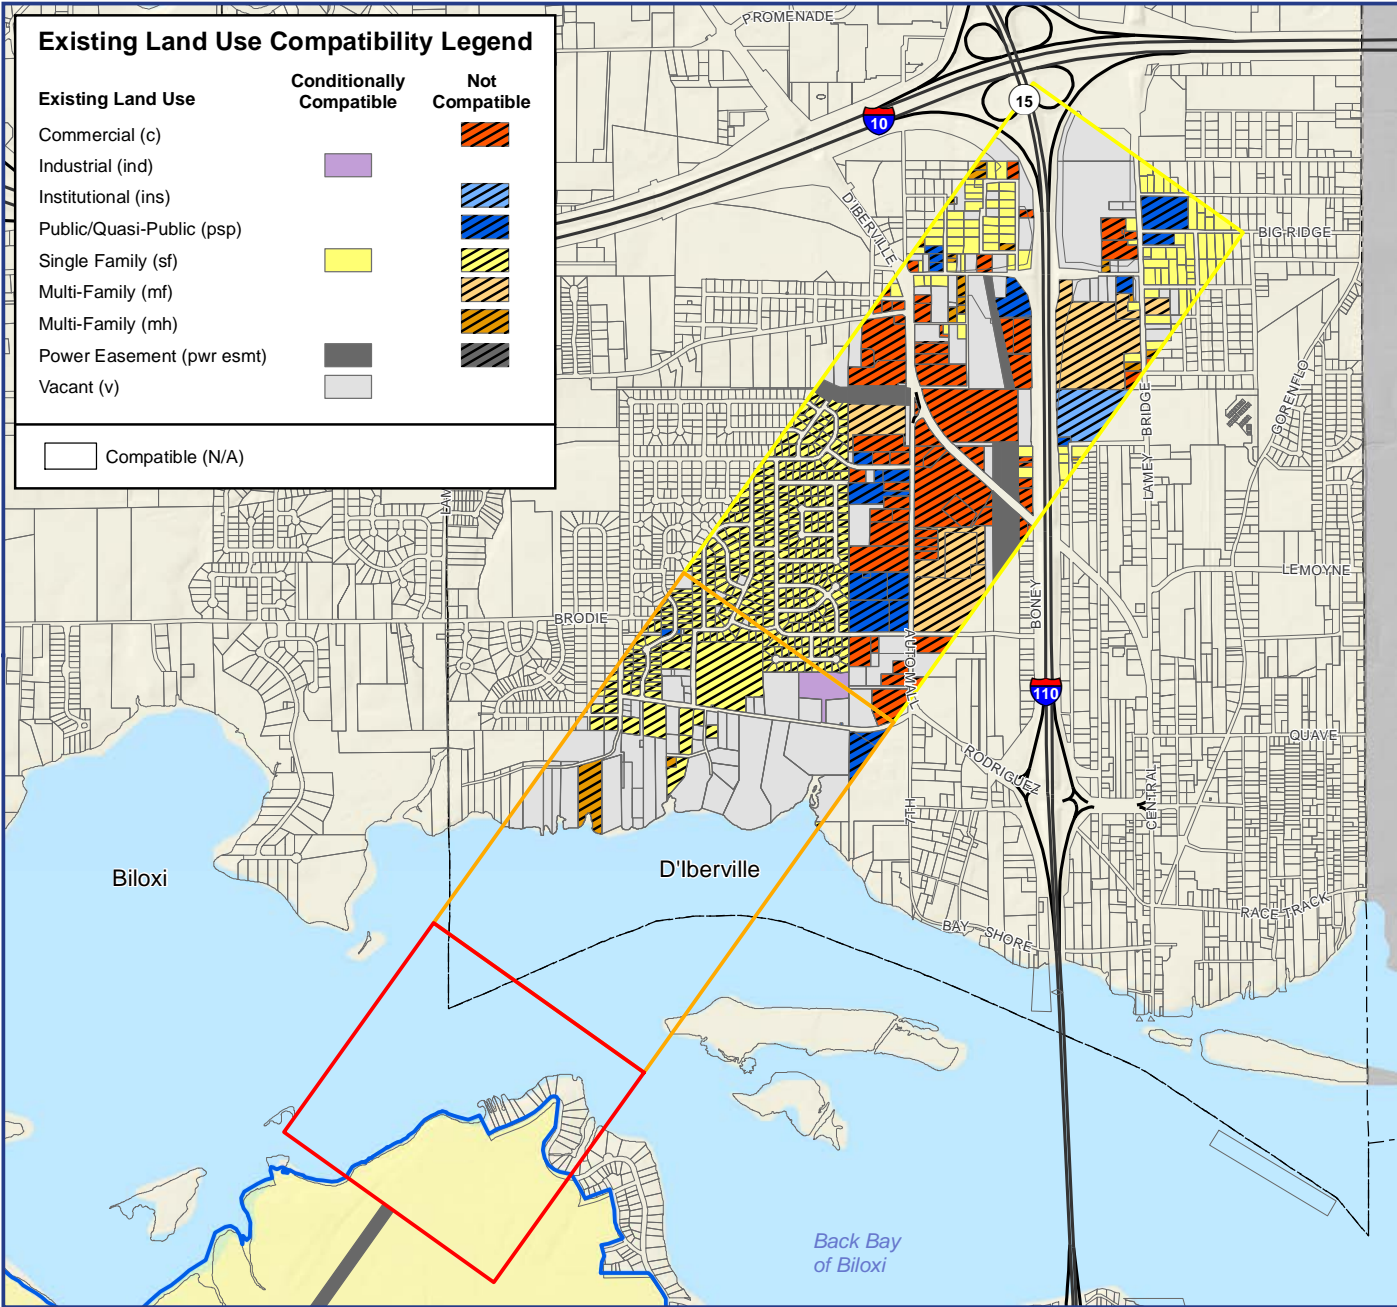 Existing Land Use Compatibility Legend
Existing Land Use
Conditionally
Compatible
Not
Compatible
Commercial (c)
Industrial (ind)
Institutional (ins)
Public/Quasi-Public (psp)
Single Family (sf)
Multi-Family (mf)
Multi-Family (mh)
Power Easement (pwr esmt)
Vacant (v)
Compatible (N/A)
PROMENADE
15
10
D'IBERVILLE
BIG RIDGE
GORENFLO
LAMEY BRIDGE
LEMOYNE
BRODIE
BONEY
AUTO MALL
110
QUAVE
RODRIGUEZ
CENTRAL
7TH
Biloxi
D'Iberville
RACE TRACK
BAY SHORE
Back Bay
of Biloxi